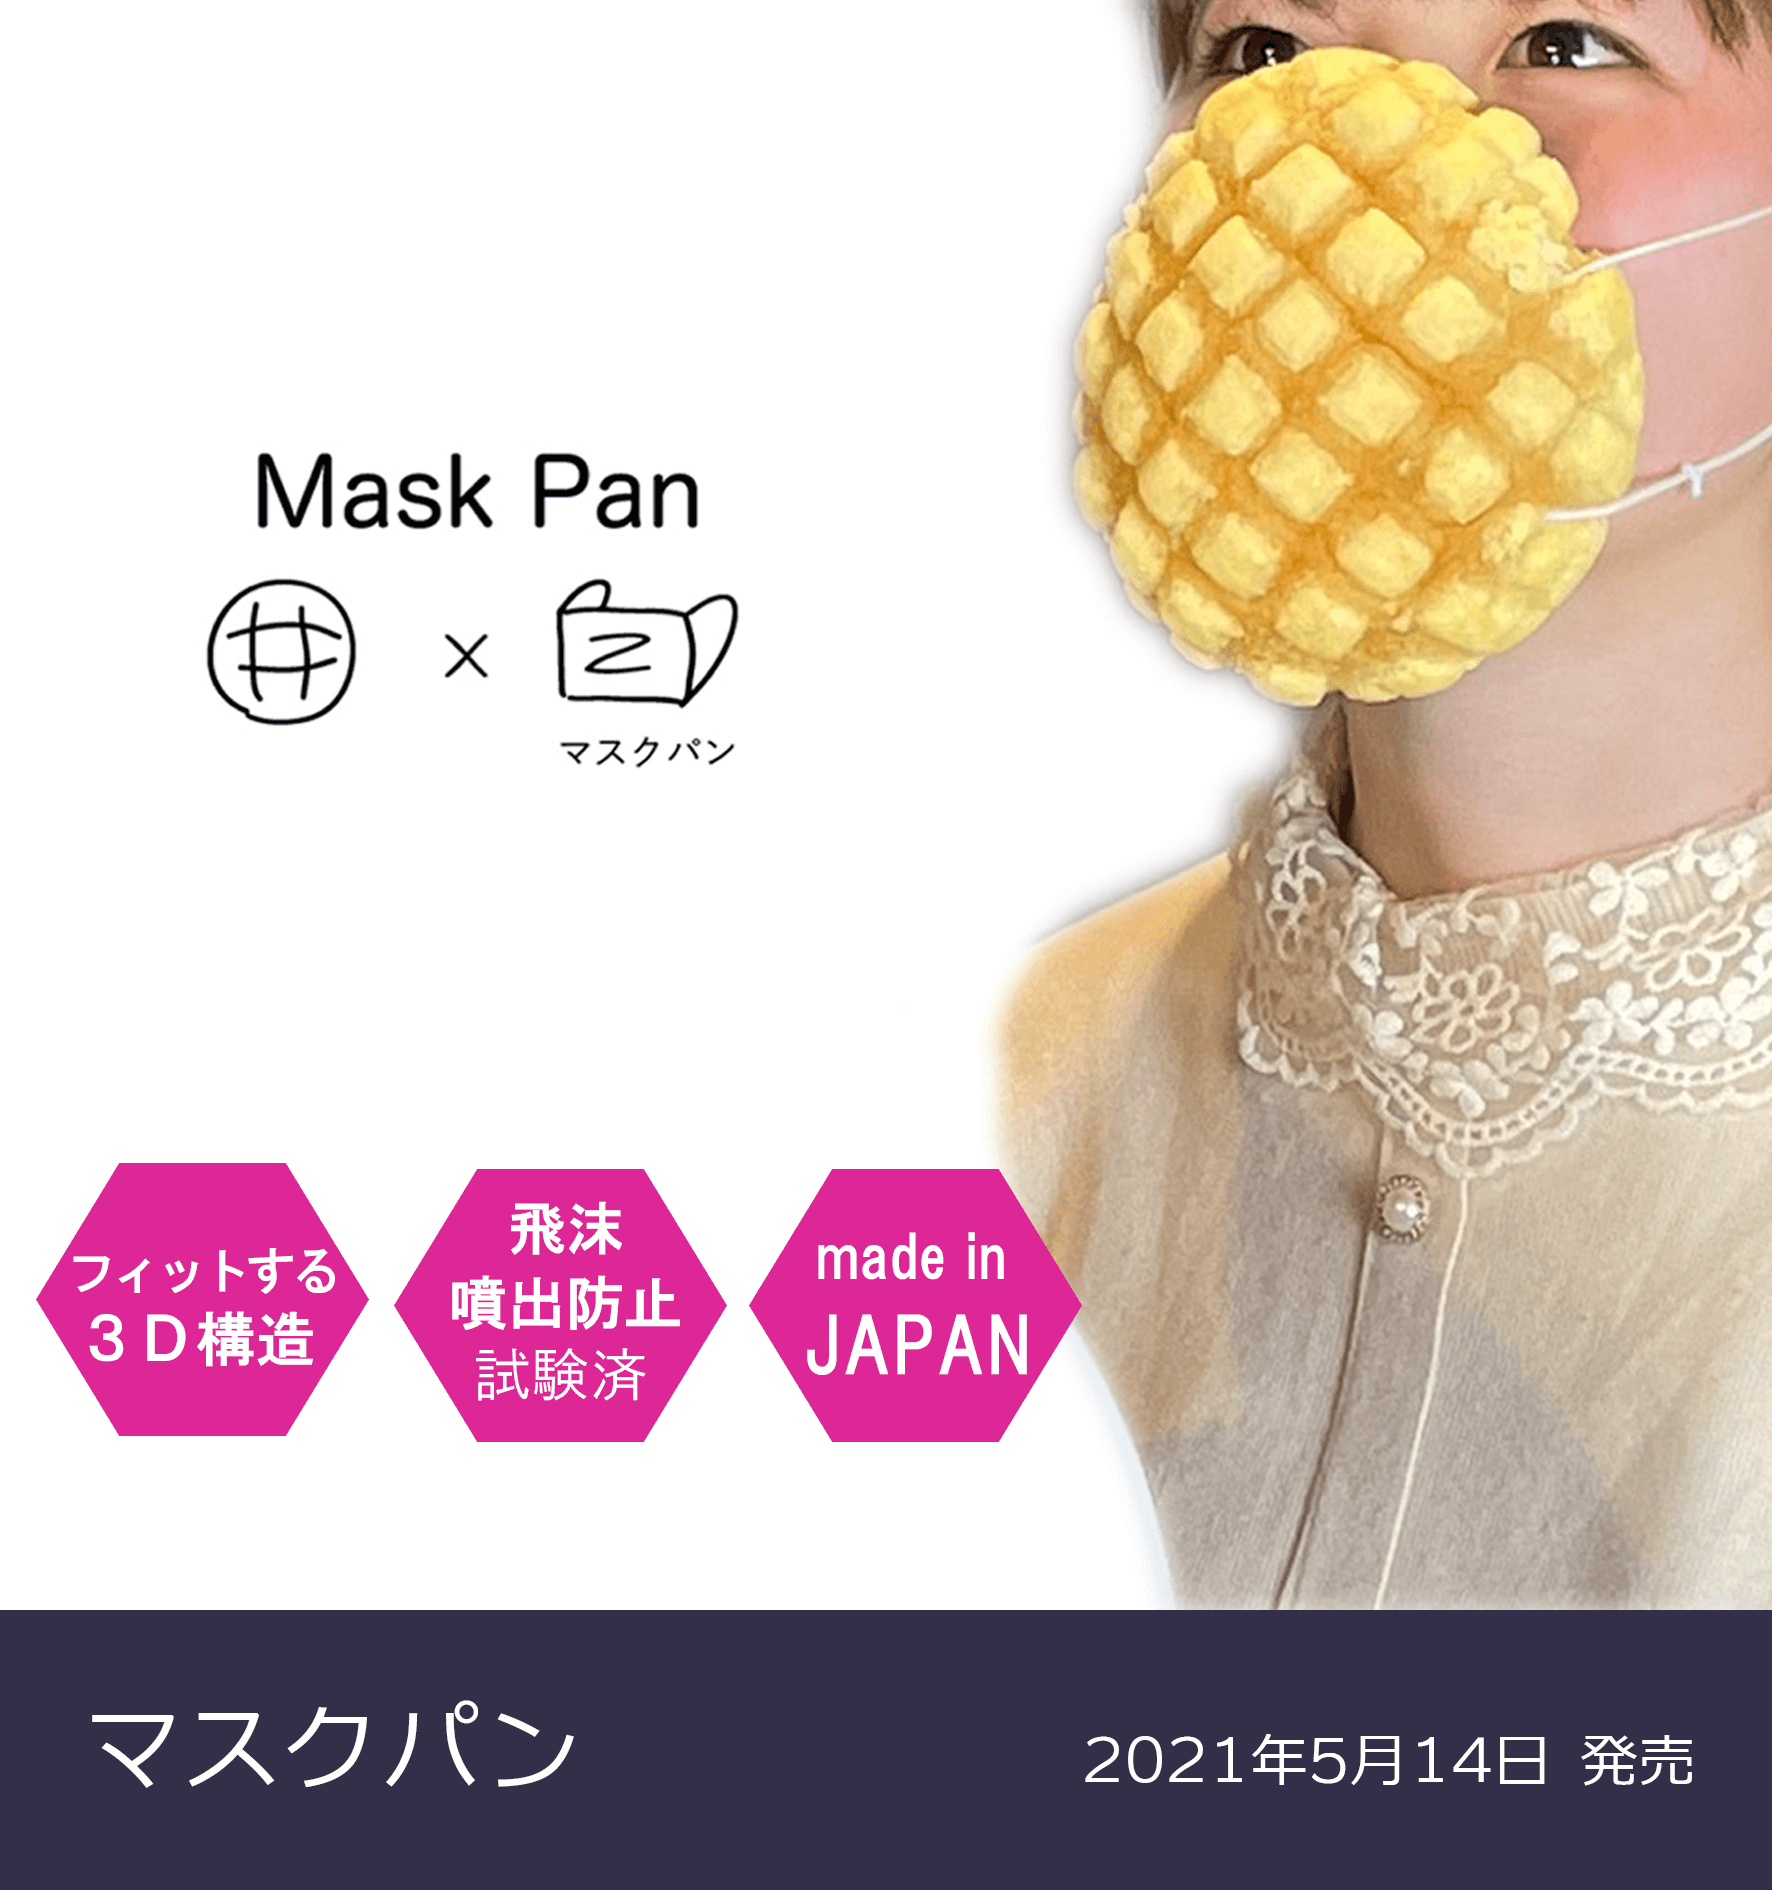 Mask Pan
×
マスクパン
フィットする
３Ｄ構造
飛沫
噴出防止
試験済
made in
JAPAN
マスクパン
2021年5月14日 発売